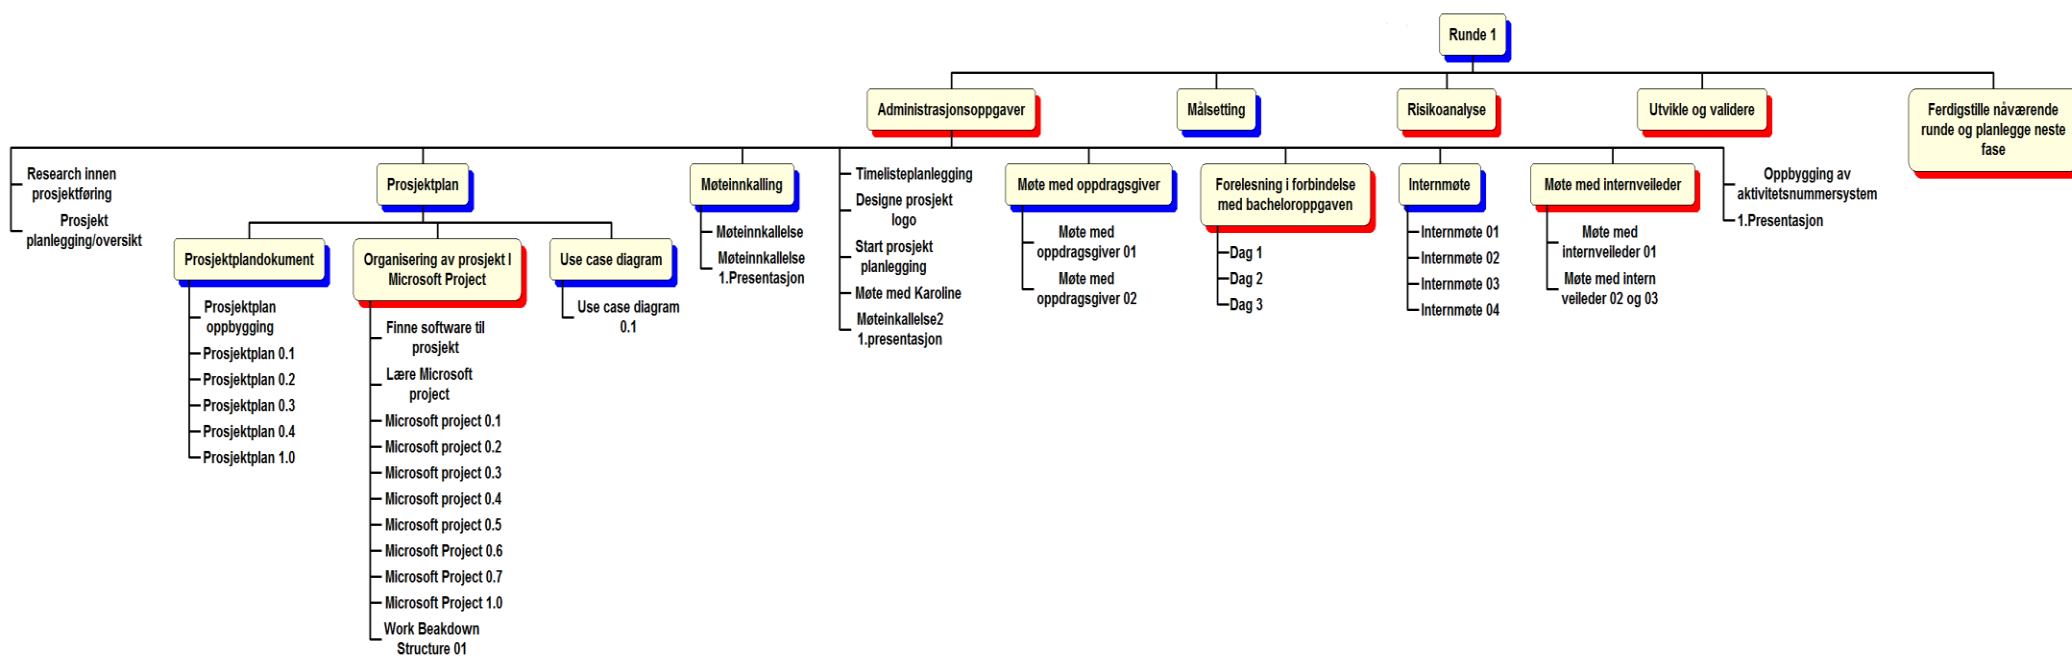 Runde 1
Administrasjonsoppgaver
Målsetting
Risikoanalyse
Utvikle og validere
Ferdigstille nåværende
runde og planlegge neste
fase
Research innen
prosjektføring
Prosjekt
planlegging/oversikt
Prosjektplan
Prosjektplandokument
Prosjektplan
oppbygging
Prosjektplan 0.1
Prosjektplan 0.2
Prosjektplan 0.3
Prosjektplan 0.4
Prosjektplan 1.0
Organisering av prosjekt I
Microsoft Project
Finne software til
prosjekt
Lære Microsoft
project
Microsoft project 0.1
Microsoft project 0.2
Microsoft project 0.3
Microsoft project 0.4
Microsoft project 0.5
Microsoft Project 0.6
Microsoft Project 0.7
Microsoft Project 1.0
Work Beakdown
Structure 01
Use case diagram
Use case diagram
0.1
Møteinnkalling
Møteinnkallelse
Møteinnkallelse
1.Presentasjon
Timelisteplanlegging
Designe prosjekt
logo
Start prosjekt
planlegging
Møte med Karoline
Møteinkallelse2
1.presentasjon
Møte med oppdragsgiver
Møte med
oppdragsgiver 01
Møte med
oppdragsgiver 02
Forelesning i forbindelse
med bacheloroppgaven
Dag 1
Dag 2
Dag 3
Internmøte
Internmøte 01
Internmøte 02
Internmøte 03
Internmøte 04
Møte med internveileder
Møte med
internveileder 01
Møte med intern
veileder 02 og 03
Oppbygging av
aktivitetsnummersystem
1.Presentasjon